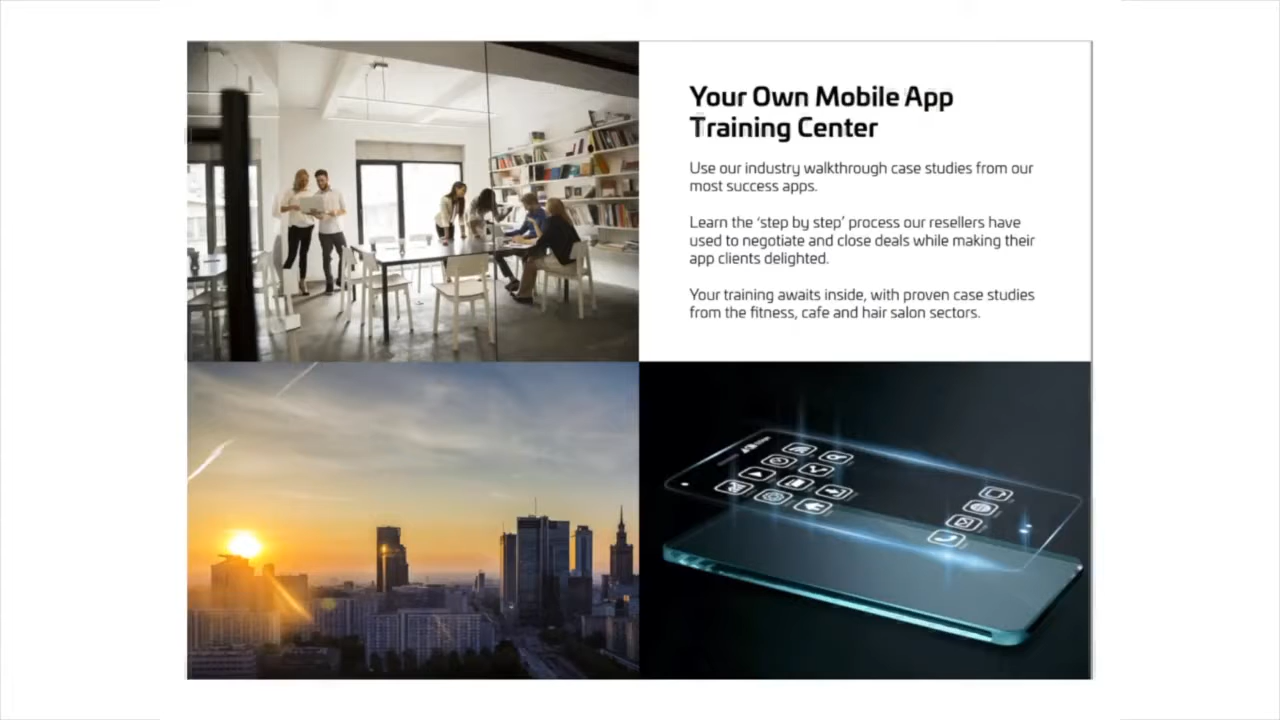 Your Own Mobile App
Training Center
Use our industry walkthrough case studies from our
most success apps.
Learn the ‘step by step’ process our resellers have
used to negotiate and close deals while making their
app clients delighted.
Your training awaits inside, with proven case studies
from the fitness, cafe and hair salon sectors.